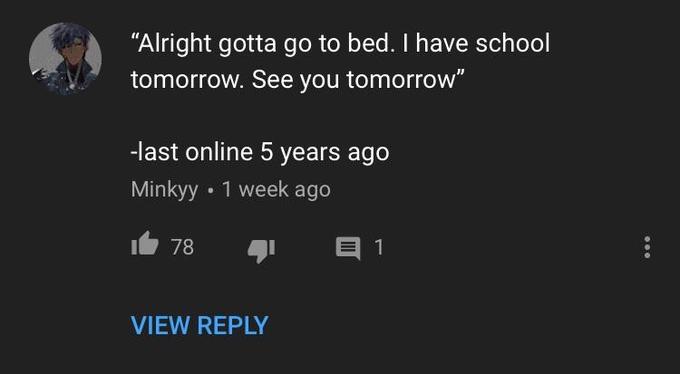 “Alright gotta go to bed. I have school
tomorrow. See you tomorrow”
-last online 5 years ago
Minkyy • 1 week ago
78
1
VIEW REPLY